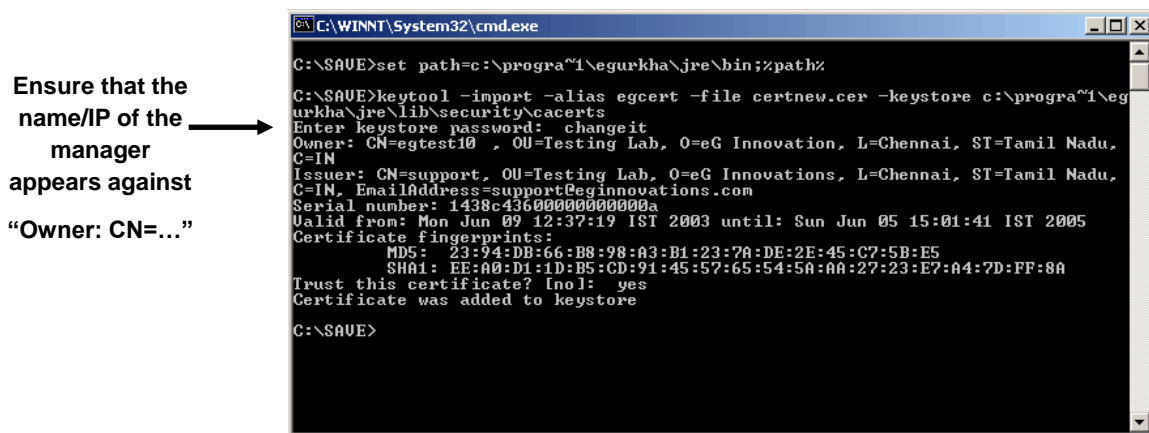 Ensure that the
name/IP of the
manager
appears against
“Owner: CN=…”
C:\WINNT\System32\cmd.exe
C:\SAVE>set path=c:\progra~1\egurkha\jre\bin;%path%
C:\SAVE>keytool -import -alias egcert -file certnew.cer -keystore c:\progra~1\eg
urkha\jre\lib\security\cacerts
Enter keystore password:  changeit
Owner: CN=egtest10  , OU=Testing Lab, O=eG Innovation, L=Chennai, ST=Tamil Nadu,
C=IN
Issuer: CN=support, OU=Testing Lab, O=eG Innovations, L=Chennai, ST=Tamil Nadu,
C=IN, EmailAddress=support@eginnovations.com
Serial number: 1438c43600000000000a
Valid from: Mon Jun 09 12:37:19 IST 2003 until: Sun Jun 05 15:01:41 IST 2005
Certificate fingerprints:
MD5:  23:94:DB:66:B8:98:A3:B1:23:7A:DE:2E:45:C7:5B:E5
SHA1: EE:A0:D1:1D:B5:CD:91:45:57:65:54:5A:AA:27:23:E7:A4:7D:FF:8A
Trust this certificate? [no]:  yes
Certificate was added to keystore
C:\SAVE>